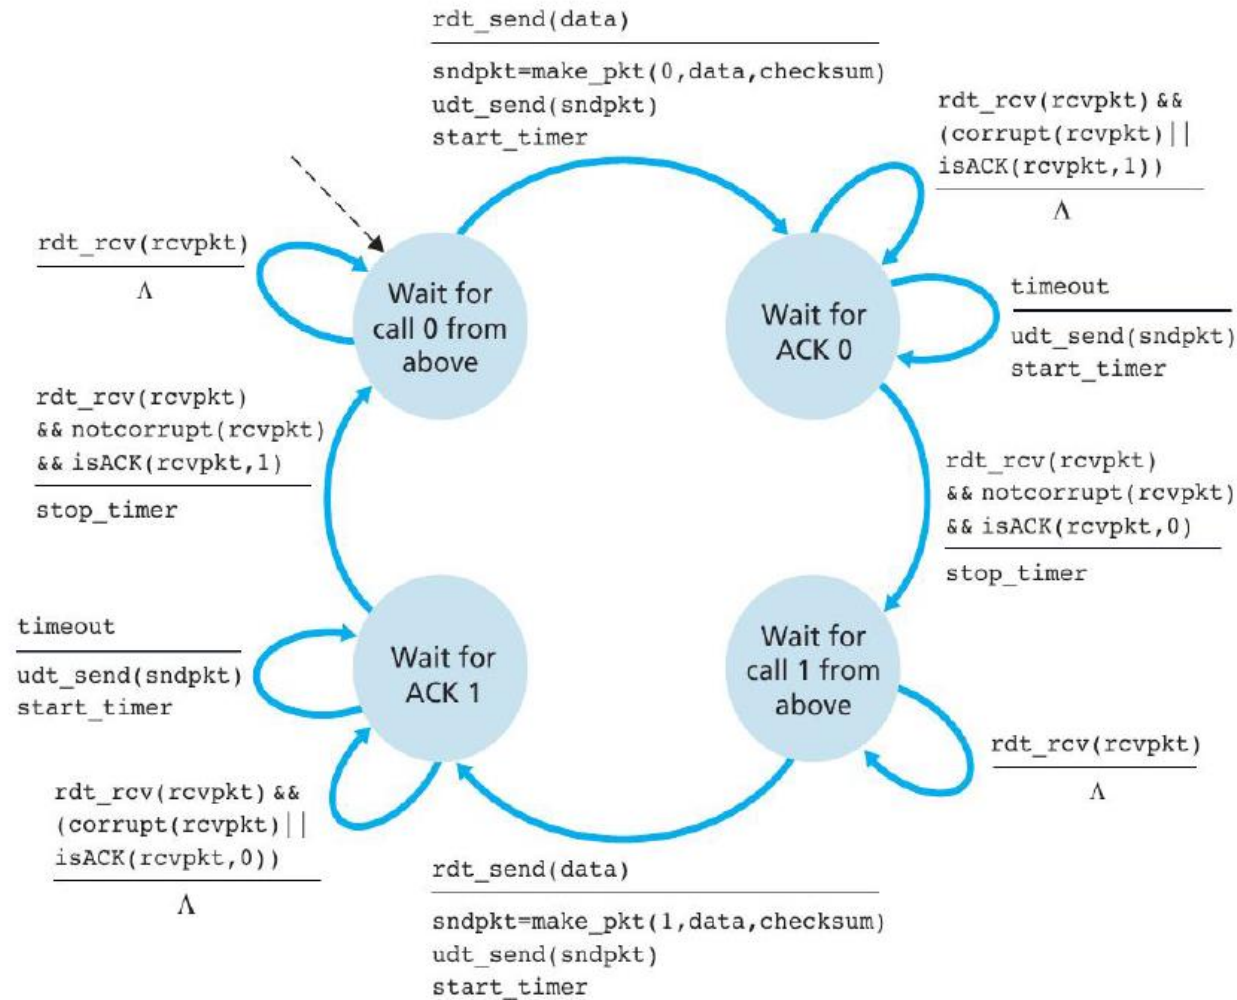 rdt_send(data)
sndpkt=make_pkt(0,data,checksum)
udt_send(sndpkt)
start_timer
rdt_rcv(rcvpkt) &&
(corrupt(rcvpkt)||
isACK(rcvpkt,1))
Λ
rdt_rcv(rcvpkt)
Λ
Wait for
call 0 from
above
Wait for
ACK 0
timeout
udt_send(sndpkt)
start_timer
rdt_rcv(rcvpkt)
&& notcorrupt(rcvpkt)
&& isACK(rcvpkt,1)
stop_timer
rdt_rcv(rcvpkt)
&& notcorrupt(rcvpkt)
&& isACK(rcvpkt,0)
stop_timer
timeout
udt_send(sndpkt)
start_timer
Wait for
ACK 1
Wait for
call 1 from
above
rdt_rcv(rcvpkt)
Λ
rdt_rcv(rcvpkt) &&
(corrupt(rcvpkt)||
isACK(rcvpkt,0))
Λ
rdt_send(data)
sndpkt=make_pkt(1,data,checksum)
udt_send(sndpkt)
start_timer